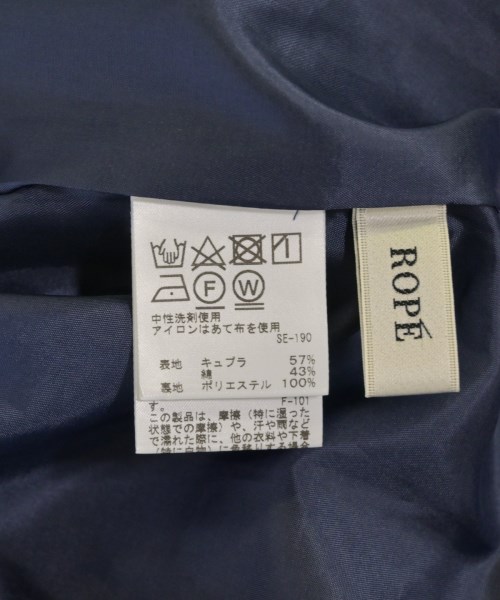 F
W
中性洗剤使用
アイロンはあて布を使用
SE-190
表地 キュプラ 57%
綿 43%
裏地 ポリエステル 100%
F-101
す。
この製品は、摩擦（特に湿った
状態での摩擦）や、汗や雨など
で濡れた際に、他の衣料や下着
ROPÉ